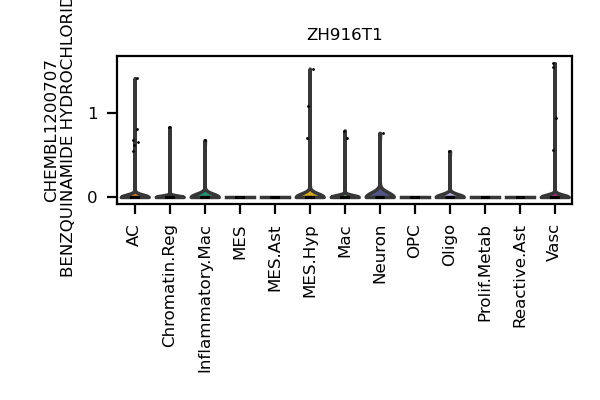 ZH916T1
CHEMBL1200707
BENZQUINAMIDE HYDROCHLORID
1
0
AC
Chromatin.Reg
Inflammatory.Mac
MES
MES.Ast
MES.Hyp
Mac
Neuron
OPC
Oligo
Prolif.Metab
Reactive.Ast
Vasc